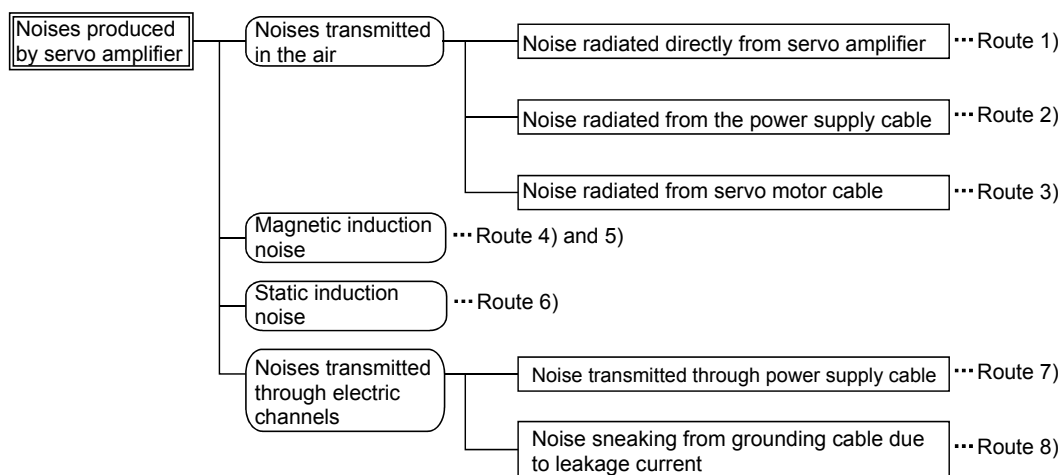 Noises produced
by servo amplifier
Noises transmitted
in the air
Noise radiated directly from servo amplifier
··· Route 1)
Noise radiated from the power supply cable
··· Route 2)
Noise radiated from servo motor cable
··· Route 3)
Magnetic induction
noise
··· Route 4) and 5)
Static induction
noise
··· Route 6)
Noises transmitted
through electric
channels
Noise transmitted through power supply cable
··· Route 7)
Noise sneaking from grounding cable due
to leakage current
··· Route 8)